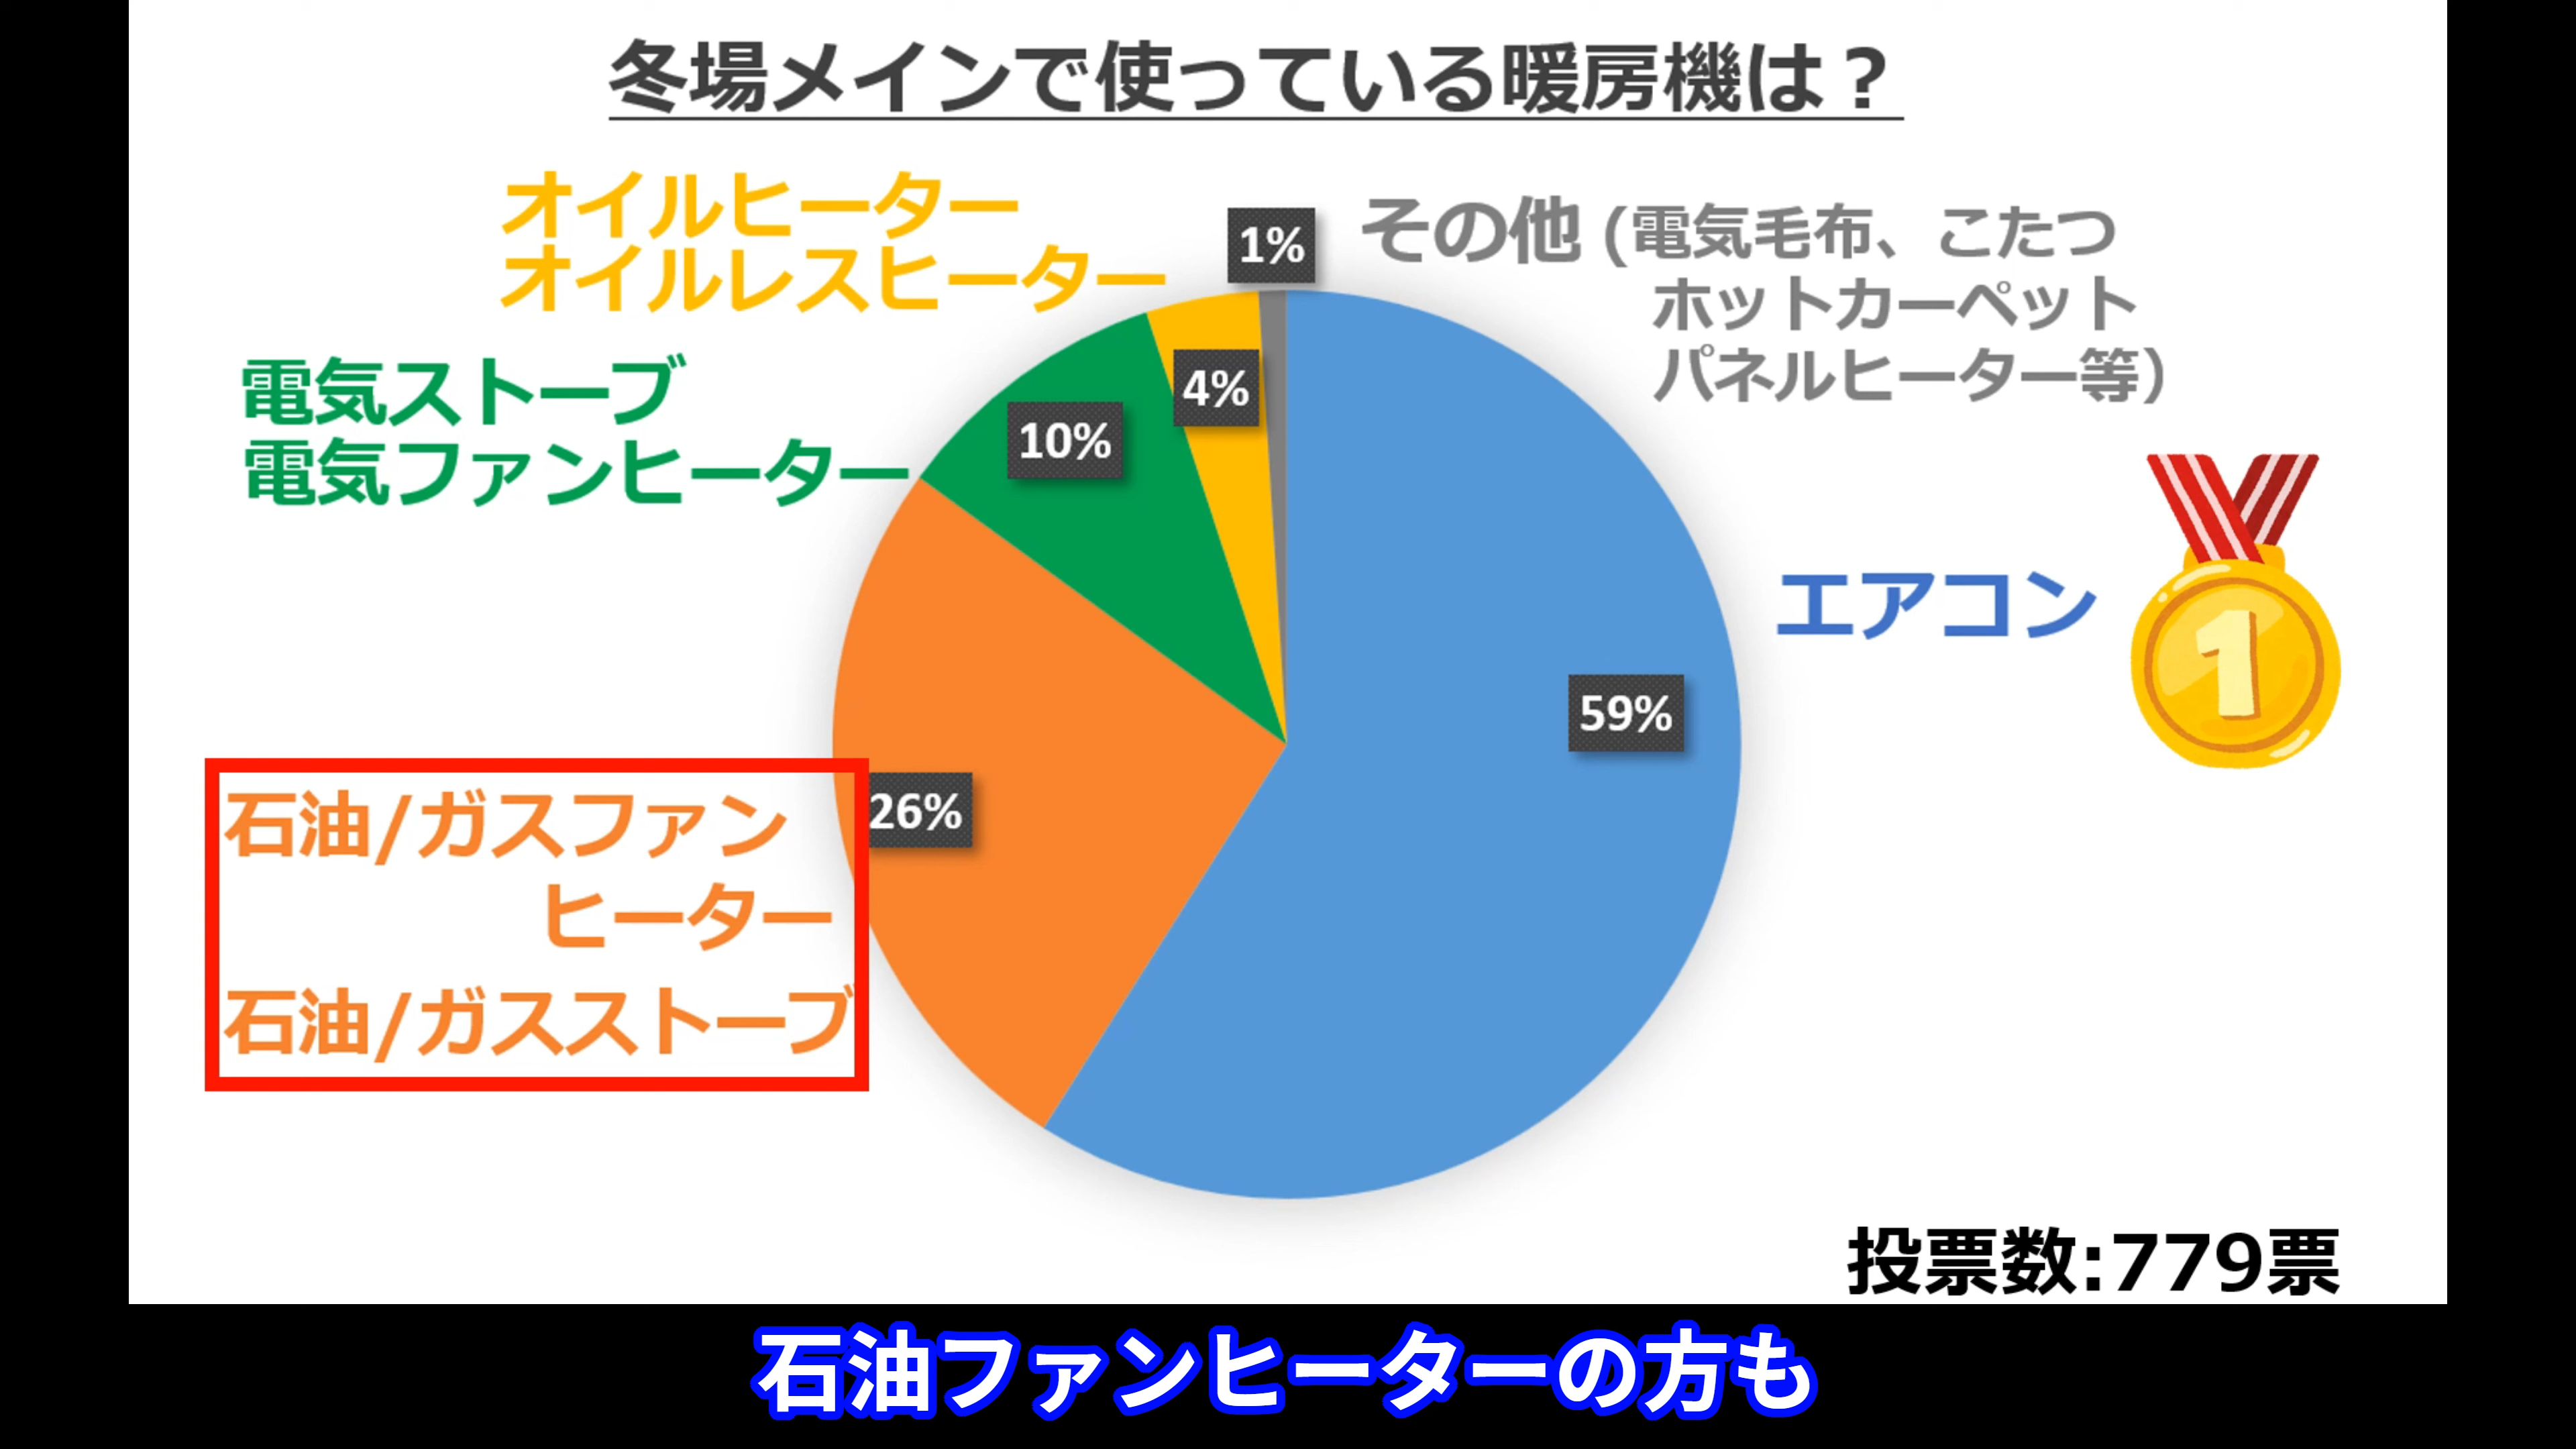 冬場メインで使っている暖房機は？
オイルヒーター
オイルレスヒーター
1%
その他 (電気毛布、こたつ
ホットカーペット
パネルヒーター等）
4%
電気ストーブ
電気ファンヒーター
10%
エアコン
1
59%
26%
石油/ガスファン
ヒーター
石油/ガスストーブ
投票数:779票
石油ファンヒーターの方も